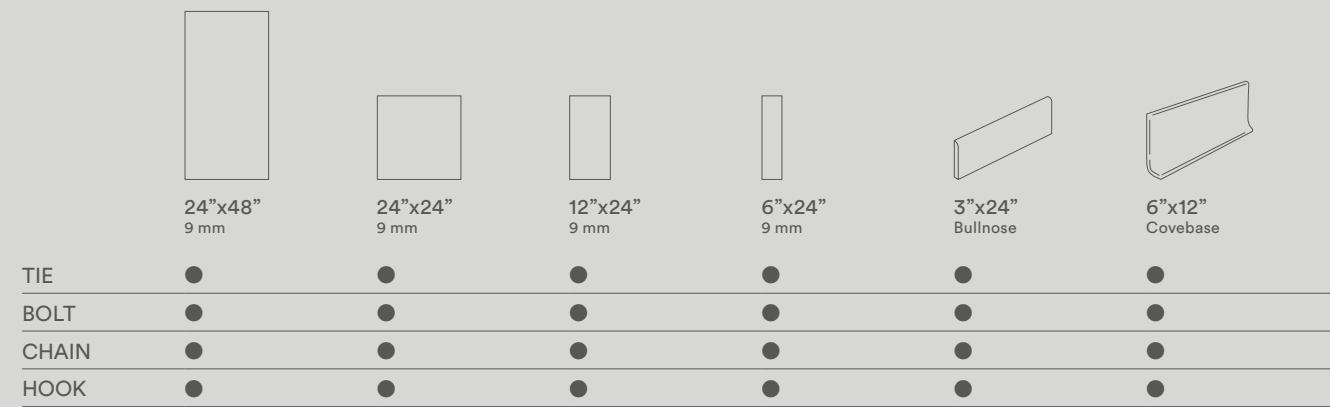 24”x48” 24”x24” 12”x24” 6”x24” 3”x24” 6”x12”
9 mm 9 mm 9 mm 9 mm Bullnose Covebase
TIE
BOLT
CHAIN
HOOK